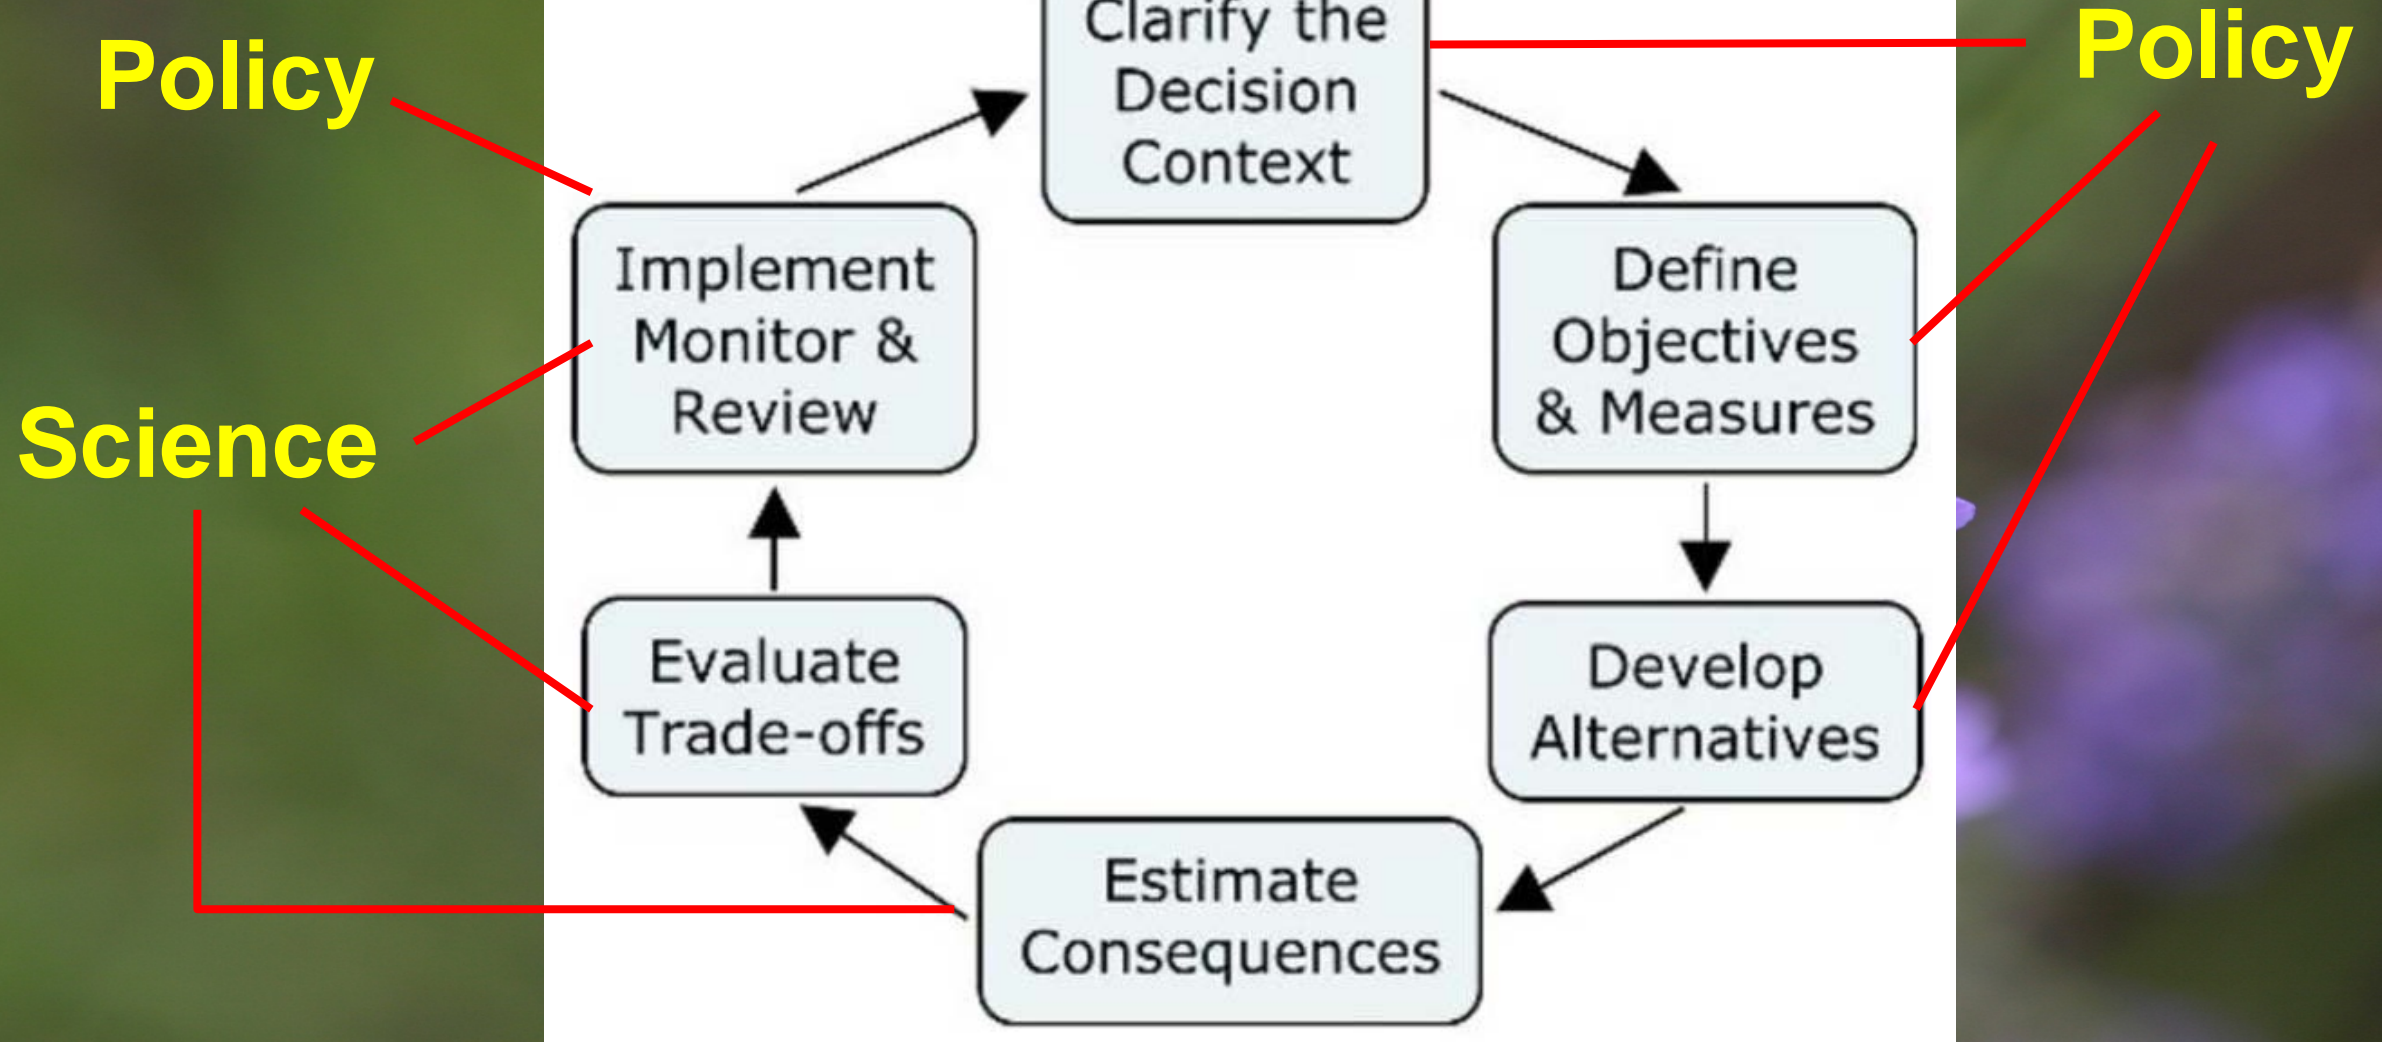 Policy
Clarify the
Decision
Context
Policy
Implement
Monitor &
Review
Define
Objectives
& Measures
Science
Evaluate
Trade-offs
Develop
Alternatives
Estimate
Consequences